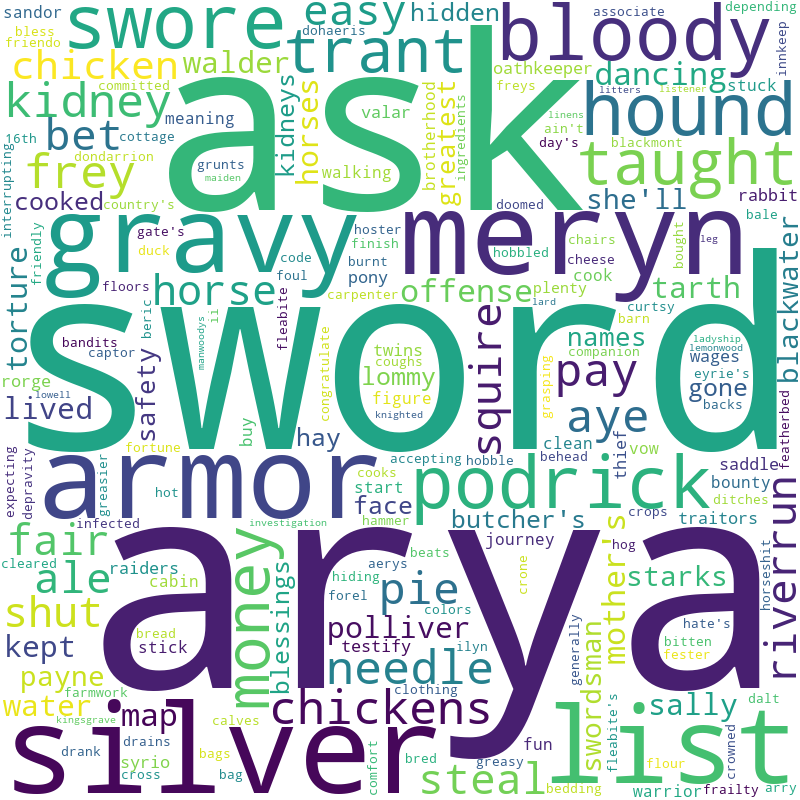 sandor
swore
easy
hidden
associate
depending
bless
friendo
dohaeris
bloody
innkeep
chicken
trant
ask
walder
oathkeeper
dancing
stuck
committed
freys
litters
listener
kidney
meaning
kidneys
horses
valar
brotherhood
greatest
ingredients
linens
ain't
hound
16th
bet
cottage
day's
blackmont
interrupting
dondarrion
grunts
walking
taught
frey
maiden
she'll
rabbit
cooked
country's
doomed
bale
gravy
gate's
hoster
meryn
chairs
bought
leg
duck
code
finish
hobbled
cheese
torture
friendly
foul
burnt
cook
blackwater
floors
horse
pony
offense
plenty
tarth
beric
ii
fleabite
carpenter
curtsy
barn
bandits
sword
squire
names
ladyship
lemonwood
captor
safety
manwoodys
congratulate
twins
coughs
grasping
companion
eyrie's
wages
rorge
lommy
pay
gone
lowell
figure
backs
lived
knighted
aye
featherbed
buy
hay
clean
thief
vow
expecting
depravity
greasier
fortune
accepting
hobble
behead
saddle
armor
hot
cooks
podrick
bounty
start
face
ditches
riverrun
infected
investigation
hammer
butcher's
crops
traitors
fair
money
journey
mother's
hog
horseshit
cleared
raiders
aerys
beats
crone
arya
ale
cabin
blessings
hiding
pie
starks
forel
colors
lard
shut
bread
polliver
hate's
stick
testify
ilyn
generally
bitten
kept
needle
swordsman
fester
payne
clothing
dalt
farmwork
water
map
chickens
sally
kingsgrave
calves
silver
fun
list
fleabite's
crowned
drank
drains
bags
comfort
syrio
greasy
flour
cross
bag
bred
steal
bedding
warrior
frailty
arry